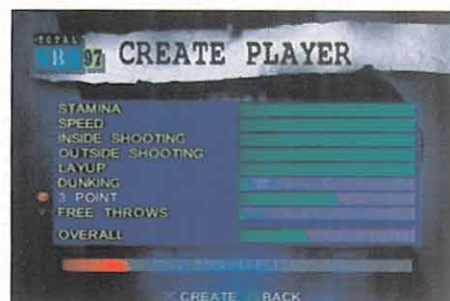 TOTAL
NBA 97
CREATE PLAYER
STAMINA
SPEED
INSIDE SHOOTING
OUTSIDE SHOOTING
LAYUP
DUNKING
3 POINT
FREE THROWS
OVERALL
CREATE BACK